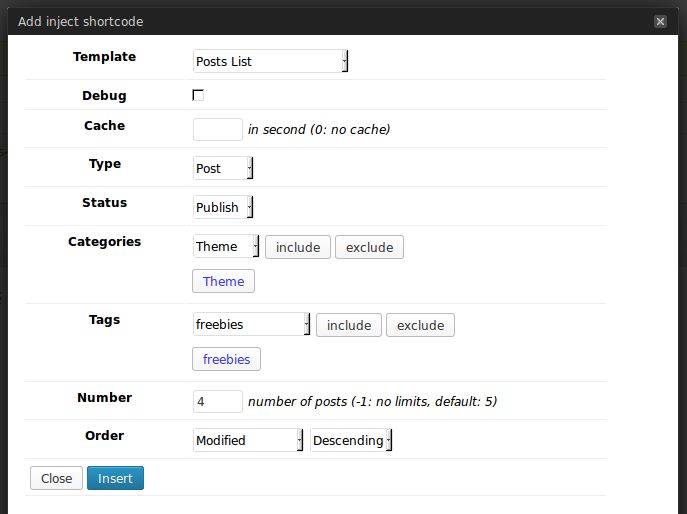 Add inject shortcode
Template Posts List
Debug
Cache in second (0: no cache)
Type Post
Status Publish
Categories Theme include exclude
Theme
Tags freebies include exclude
freebies
Number 4 number of posts (-1: no limits, default: 5)
Order Modified Descending
Close Insert